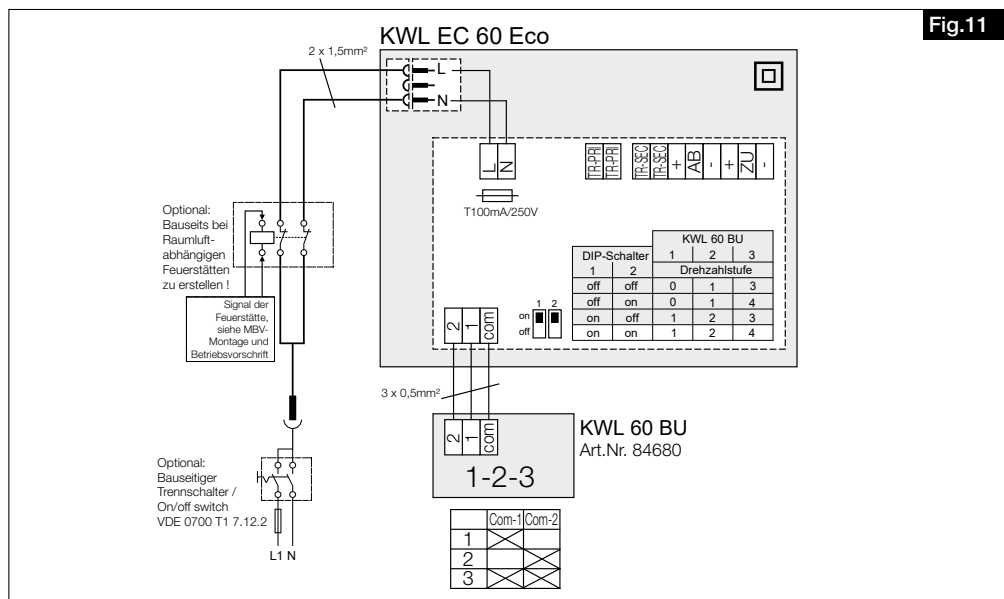 Fig.11
KWL EC 60 Eco
2 x 1,5mm²
L
N
L
N
T100mA/250V
TR-PRI
TR-PRI
TR-SEC
TR-SEC
+
AB
-
+
ZU
-
Optional:
Bauseits bei
Raumluft-
abhängigen
Feuerstätten
zu erstellen !
Signal der
Feuerstätte,
siehe MBV-
Montage und
Betriebsvorschrift
KWL 60 BU
DIP-Schalter 1 2 3
1 2 Drehzahlstufe
off off 0 1 3
off on 0 1 4
on off 1 2 3
on on 1 2 4
1 2
on
off
2
1
com
3 x 0,5mm²
2
1
com
1-2-3
KWL 60 BU
Art.Nr. 84680
Optional:
Bauseitiger
Trennschalter /
On/off switch
VDE 0700 T1 7.12.2
L1 N
Com-1 Com-2
1
2
3